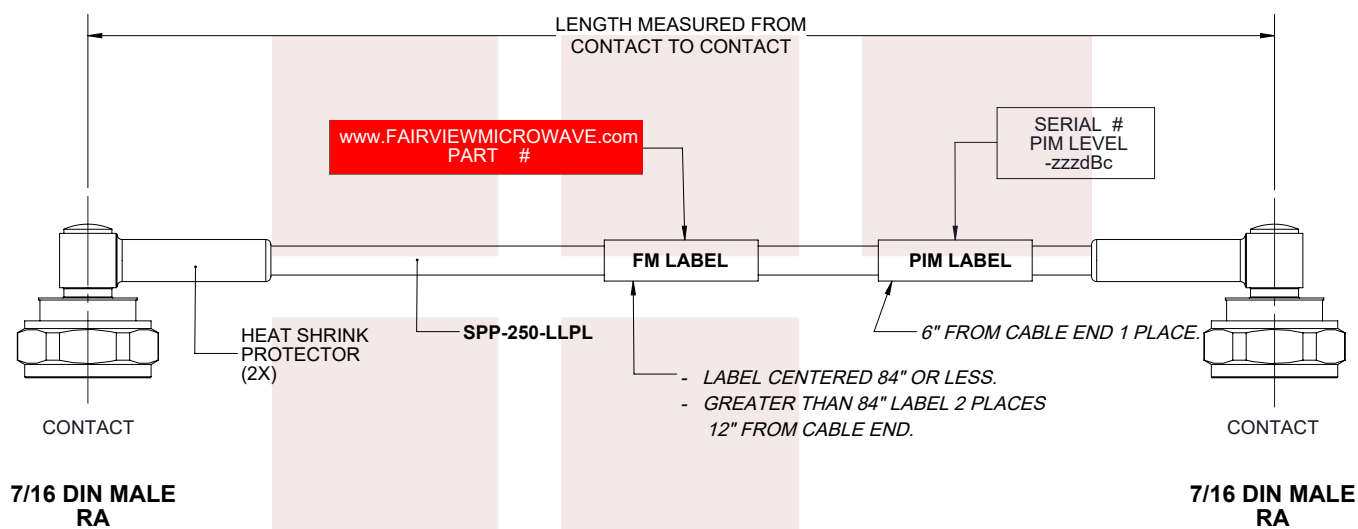 LENGTH MEASURED FROM
CONTACT TO CONTACT
www.FAIRVIEWMICROWAVE.com
PART #
SERIAL #
PIM LEVEL
-zzzdBc
FM LABEL
PIM LABEL
HEAT SHRINK
PROTECTOR
(2X)
SPP-250-LLPL
6" FROM CABLE END 1 PLACE.
- LABEL CENTERED 84" OR LESS.
- GREATER THAN 84" LABEL 2 PLACES
12" FROM CABLE END.
CONTACT
CONTACT
7/16 DIN MALE
RA
7/16 DIN MALE
RA